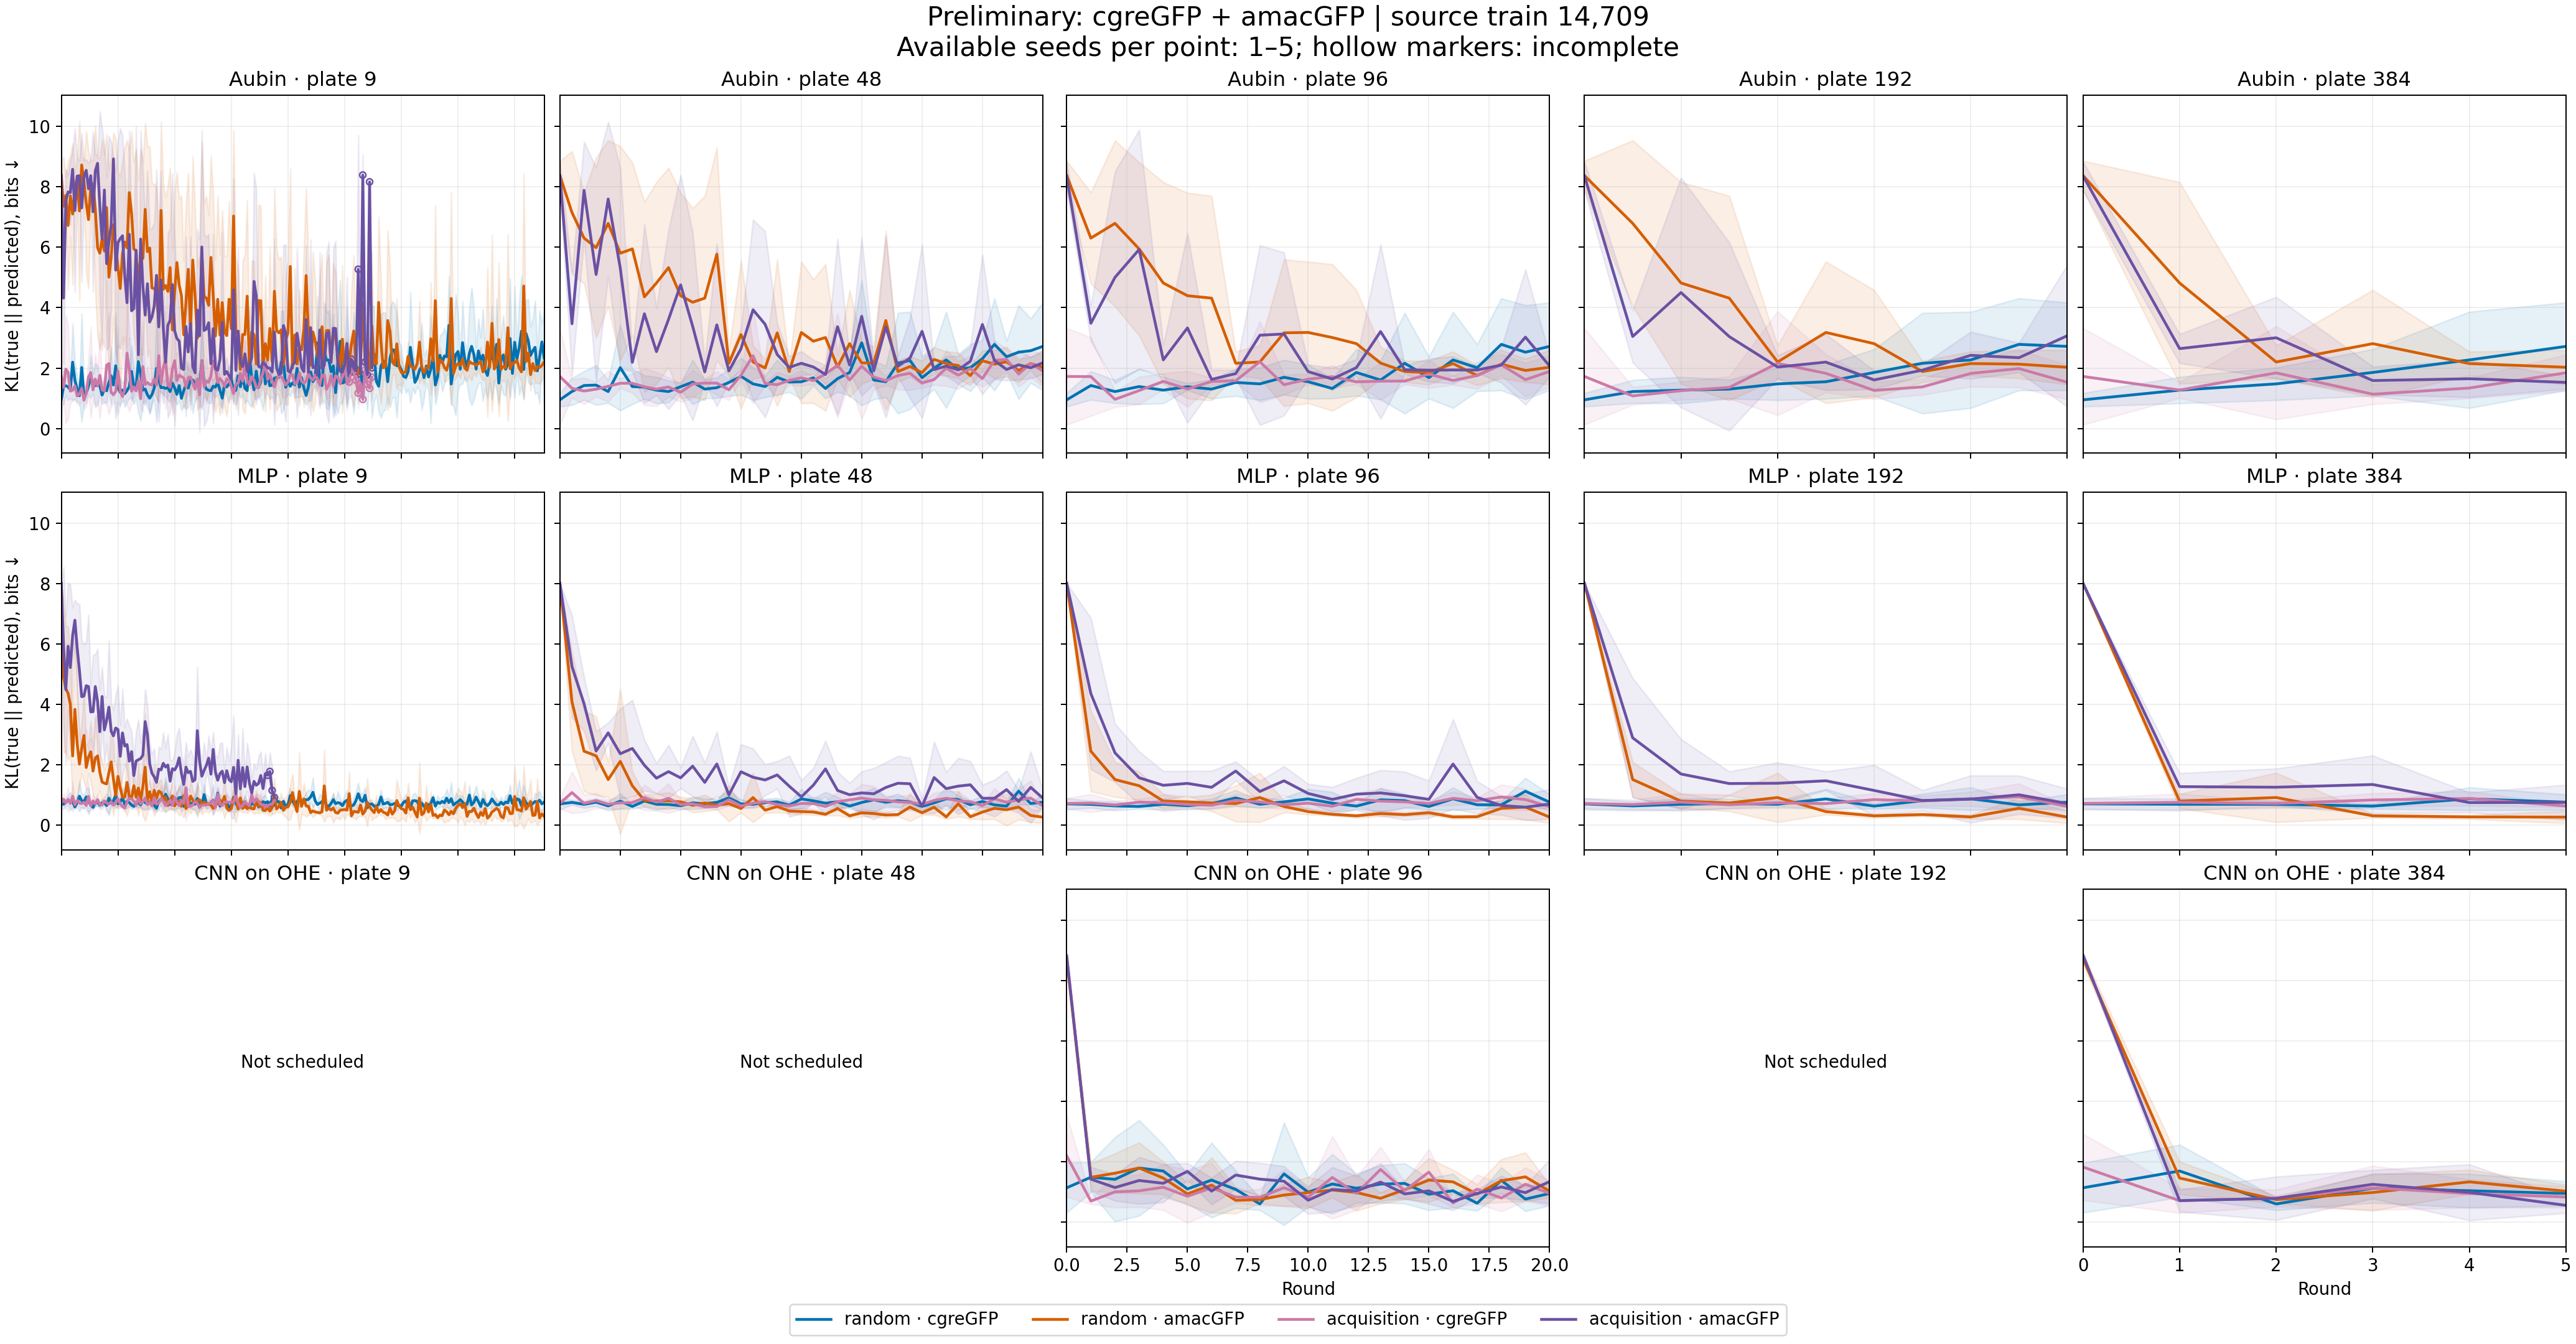 Preliminary: cgreGFP + amacGFP | source train 14,709
Available seeds per point: 1–5; hollow markers: incomplete
Aubin · plate 9
Aubin · plate 48
Aubin · plate 96
Aubin · plate 192
Aubin · plate 384
KL(true || predicted), bits ↓
10
8
6
4
2
0
MLP · plate 9
MLP · plate 48
MLP · plate 96
MLP · plate 192
MLP · plate 384
KL(true || predicted), bits ↓
10
8
6
4
2
0
CNN on OHE · plate 9
CNN on OHE · plate 48
CNN on OHE · plate 96
CNN on OHE · plate 192
CNN on OHE · plate 384
Not scheduled
Not scheduled
Not scheduled
0.0 2.5 5.0 7.5 10.0 12.5 15.0 17.5 20.0
Round
0 1 2 3 4 5
Round
random · cgreGFP
random · amacGFP
acquisition · cgreGFP
acquisition · amacGFP